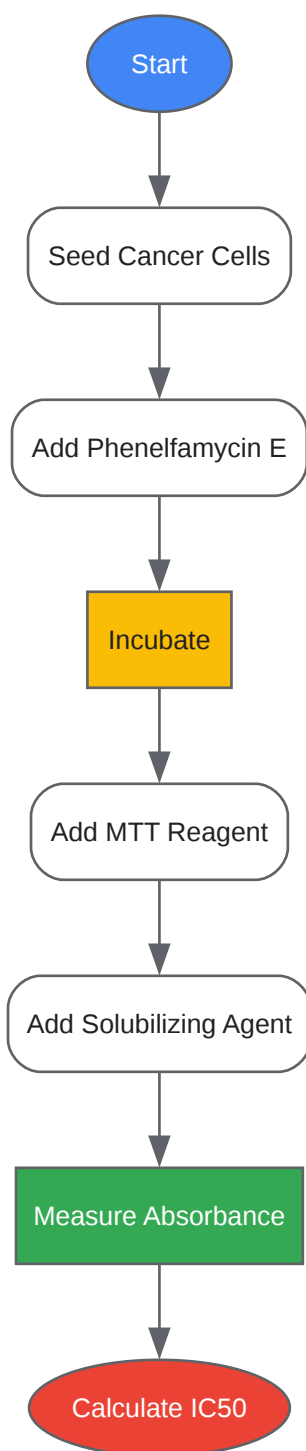 Start
Seed Cancer Cells
Add Phenelfamycin E
Incubate
Add MTT Reagent
Add Solubilizing Agent
Measure Absorbance
Calculate IC50